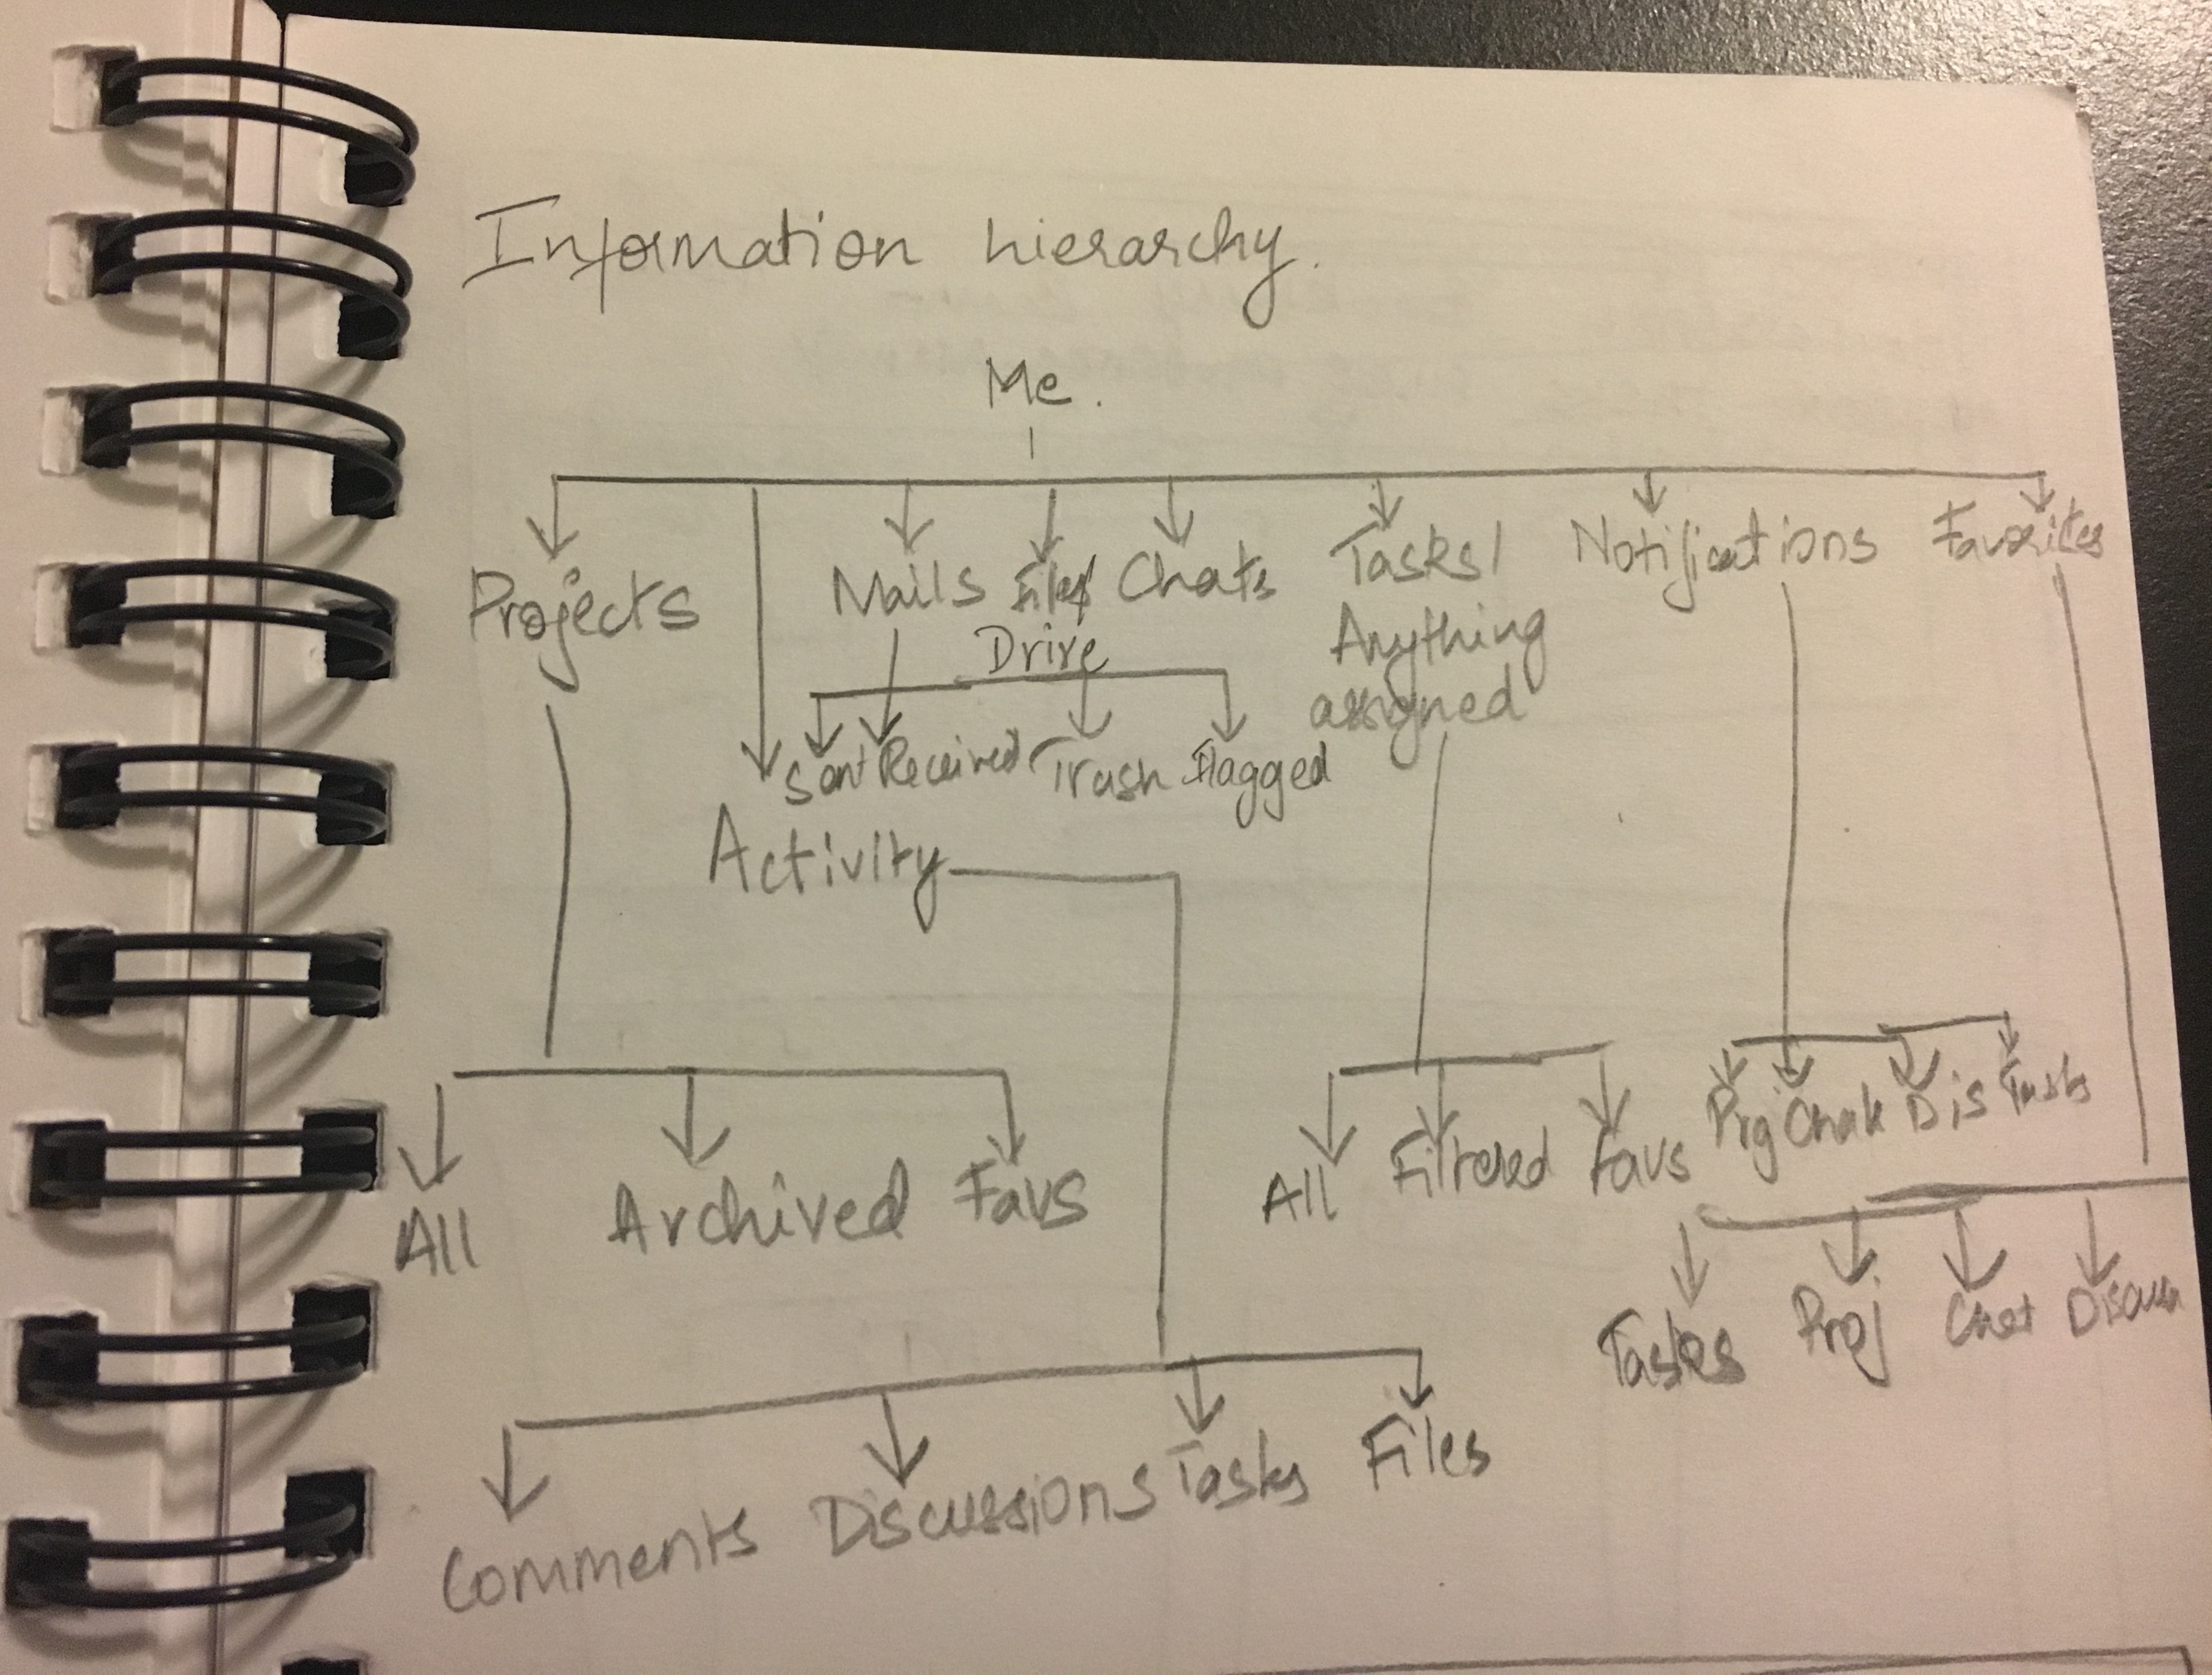 Information hierarchy.
Me.
Projects Mails Files/ Chats Tasks/ Notifications Favorites
Drive Anything
assigned
Sent Received Trash Flagged
Activity
All Archived Favs All Filtered Favs Prj Chat Dis Tasks
Tasks Proj Chat Discussn
Comments Discussions Tasks Files